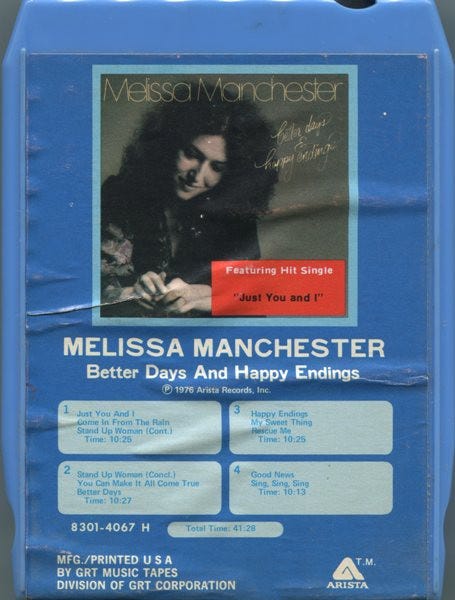 Melissa Manchester
better days
&
happy Endings
Featuring Hit Single
"Just You and I"
MELISSA MANCHESTER
Better Days And Happy Endings
℗ 1976 Arista Records, Inc.
1
Just You And I
Come In From The Rain
Stand Up Woman (Cont.)
Time: 10:25
2
Stand Up Woman (Concl.)
You Can Make It All Come True
Better Days
Time: 10:27
3
Happy Endings
My Sweet Thing
Rescue Me
Time: 10:25
4
Good News
Sing, Sing, Sing
Time: 10:13
8301-4067 H
Total Time: 41:28
MFG./PRINTED U S A
BY GRT MUSIC TAPES
DIVISION OF GRT CORPORATION
T.M.
ARISTA